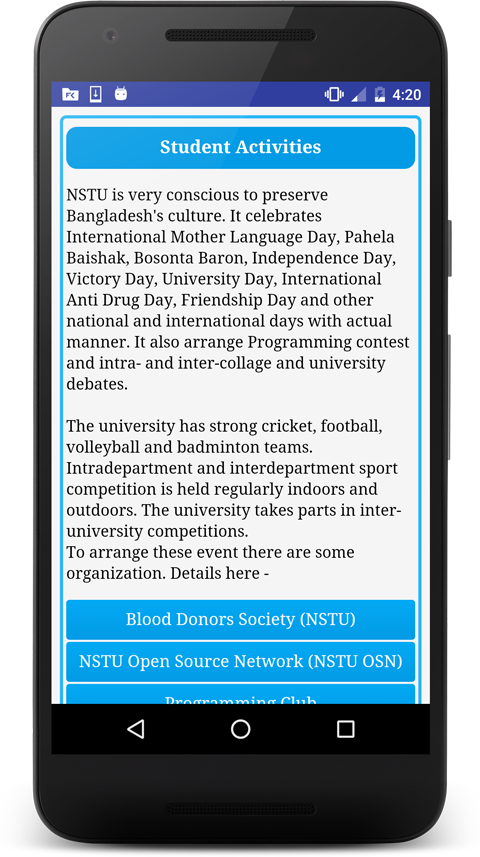 4:20
Student Activities
NSTU is very conscious to preserve
Bangladesh's culture. It celebrates
International Mother Language Day, Pahela
Baishak, Bosonta Baron, Independence Day,
Victory Day, University Day, International
Anti Drug Day, Friendship Day and other
national and international days with actual
manner. It also arrange Programming contest
and intra- and inter-collage and university
debates.
The university has strong cricket, football,
volleyball and badminton teams.
Intradepartment and interdepartment sport
competition is held regularly indoors and
outdoors. The university takes parts in inter-
university competitions.
To arrange these event there are some
organization. Details here -
Blood Donors Society (NSTU)
NSTU Open Source Network (NSTU OSN)
Programming Club